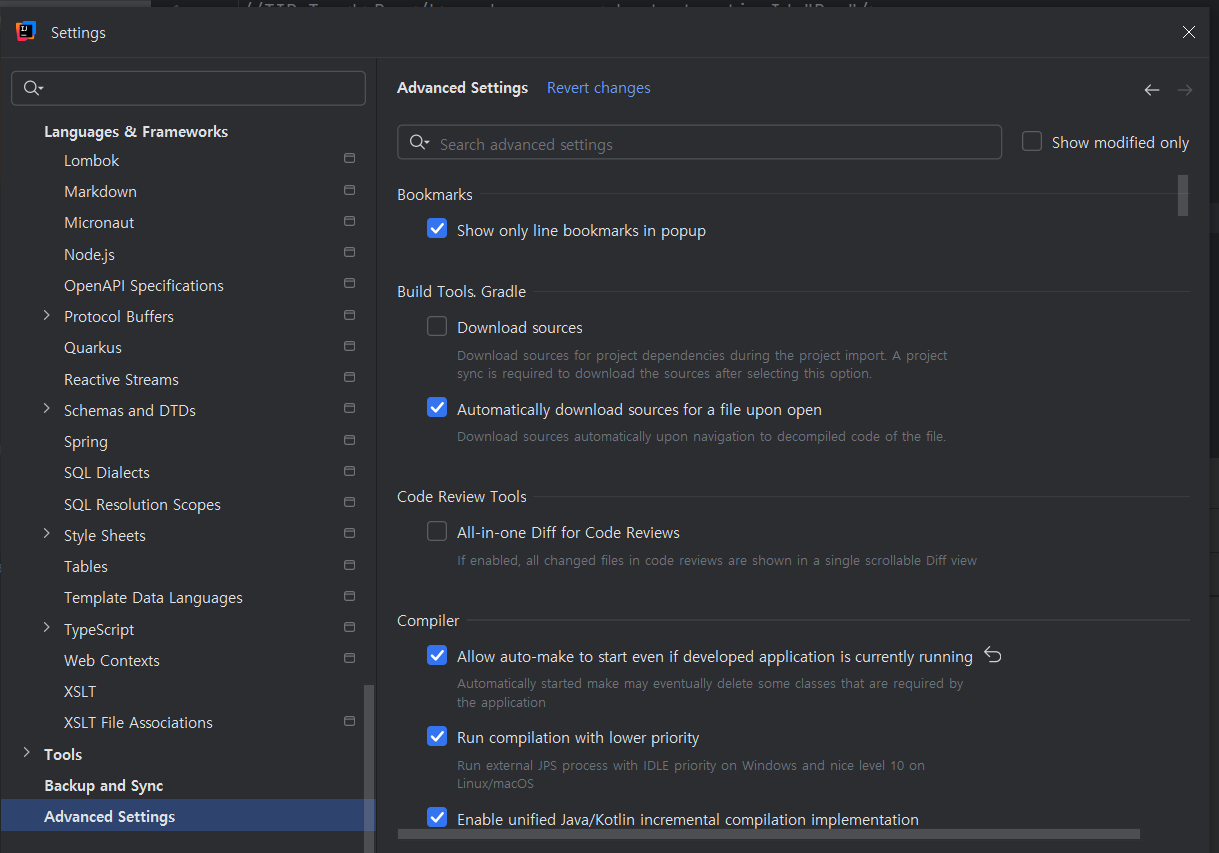 Settings
Languages & Frameworks
Lombok
Markdown
Micronaut
Node.js
OpenAPI Specifications
Protocol Buffers
Quarkus
Reactive Streams
Schemas and DTDs
Spring
SQL Dialects
SQL Resolution Scopes
Style Sheets
Tables
Template Data Languages
TypeScript
Web Contexts
XSLT
XSLT File Associations
Tools
Backup and Sync
Advanced Settings
Advanced Settings Revert changes
Search advanced settings
Show modified only
Bookmarks
Show only line bookmarks in popup
Build Tools. Gradle
Download sources
Download sources for project dependencies during the project import. A project
sync is required to download the sources after selecting this option.
Automatically download sources for a file upon open
Download sources automatically upon navigation to decompiled code of the file.
Code Review Tools
All-in-one Diff for Code Reviews
If enabled, all changed files in code reviews are shown in a single scrollable Diff view
Compiler
Allow auto-make to start even if developed application is currently running
Automatically started make may eventually delete some classes that are required by
the application
Run compilation with lower priority
Run external JPS process with IDLE priority on Windows and nice level 10 on
Linux/macOS
Enable unified Java/Kotlin incremental compilation implementation